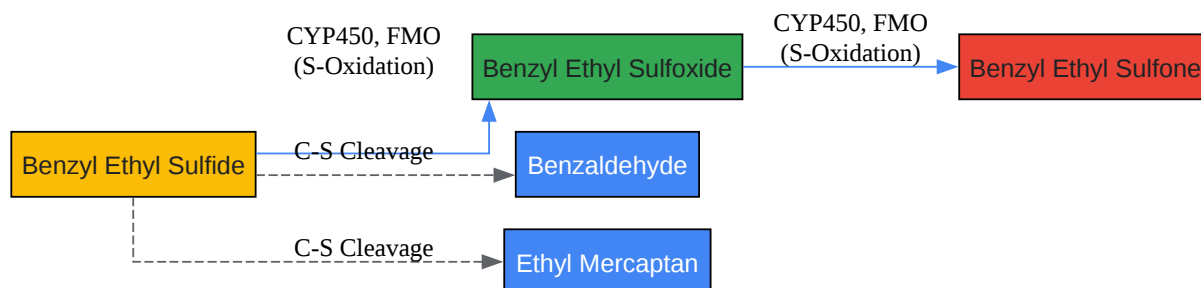 CYP450, FMO
(S-Oxidation)
Benzyl Ethyl Sulfoxide
CYP450, FMO
(S-Oxidation)
Benzyl Ethyl Sulfone
Benzyl Ethyl Sulfide
C-S Cleavage
Benzaldehyde
C-S Cleavage
Ethyl Mercaptan